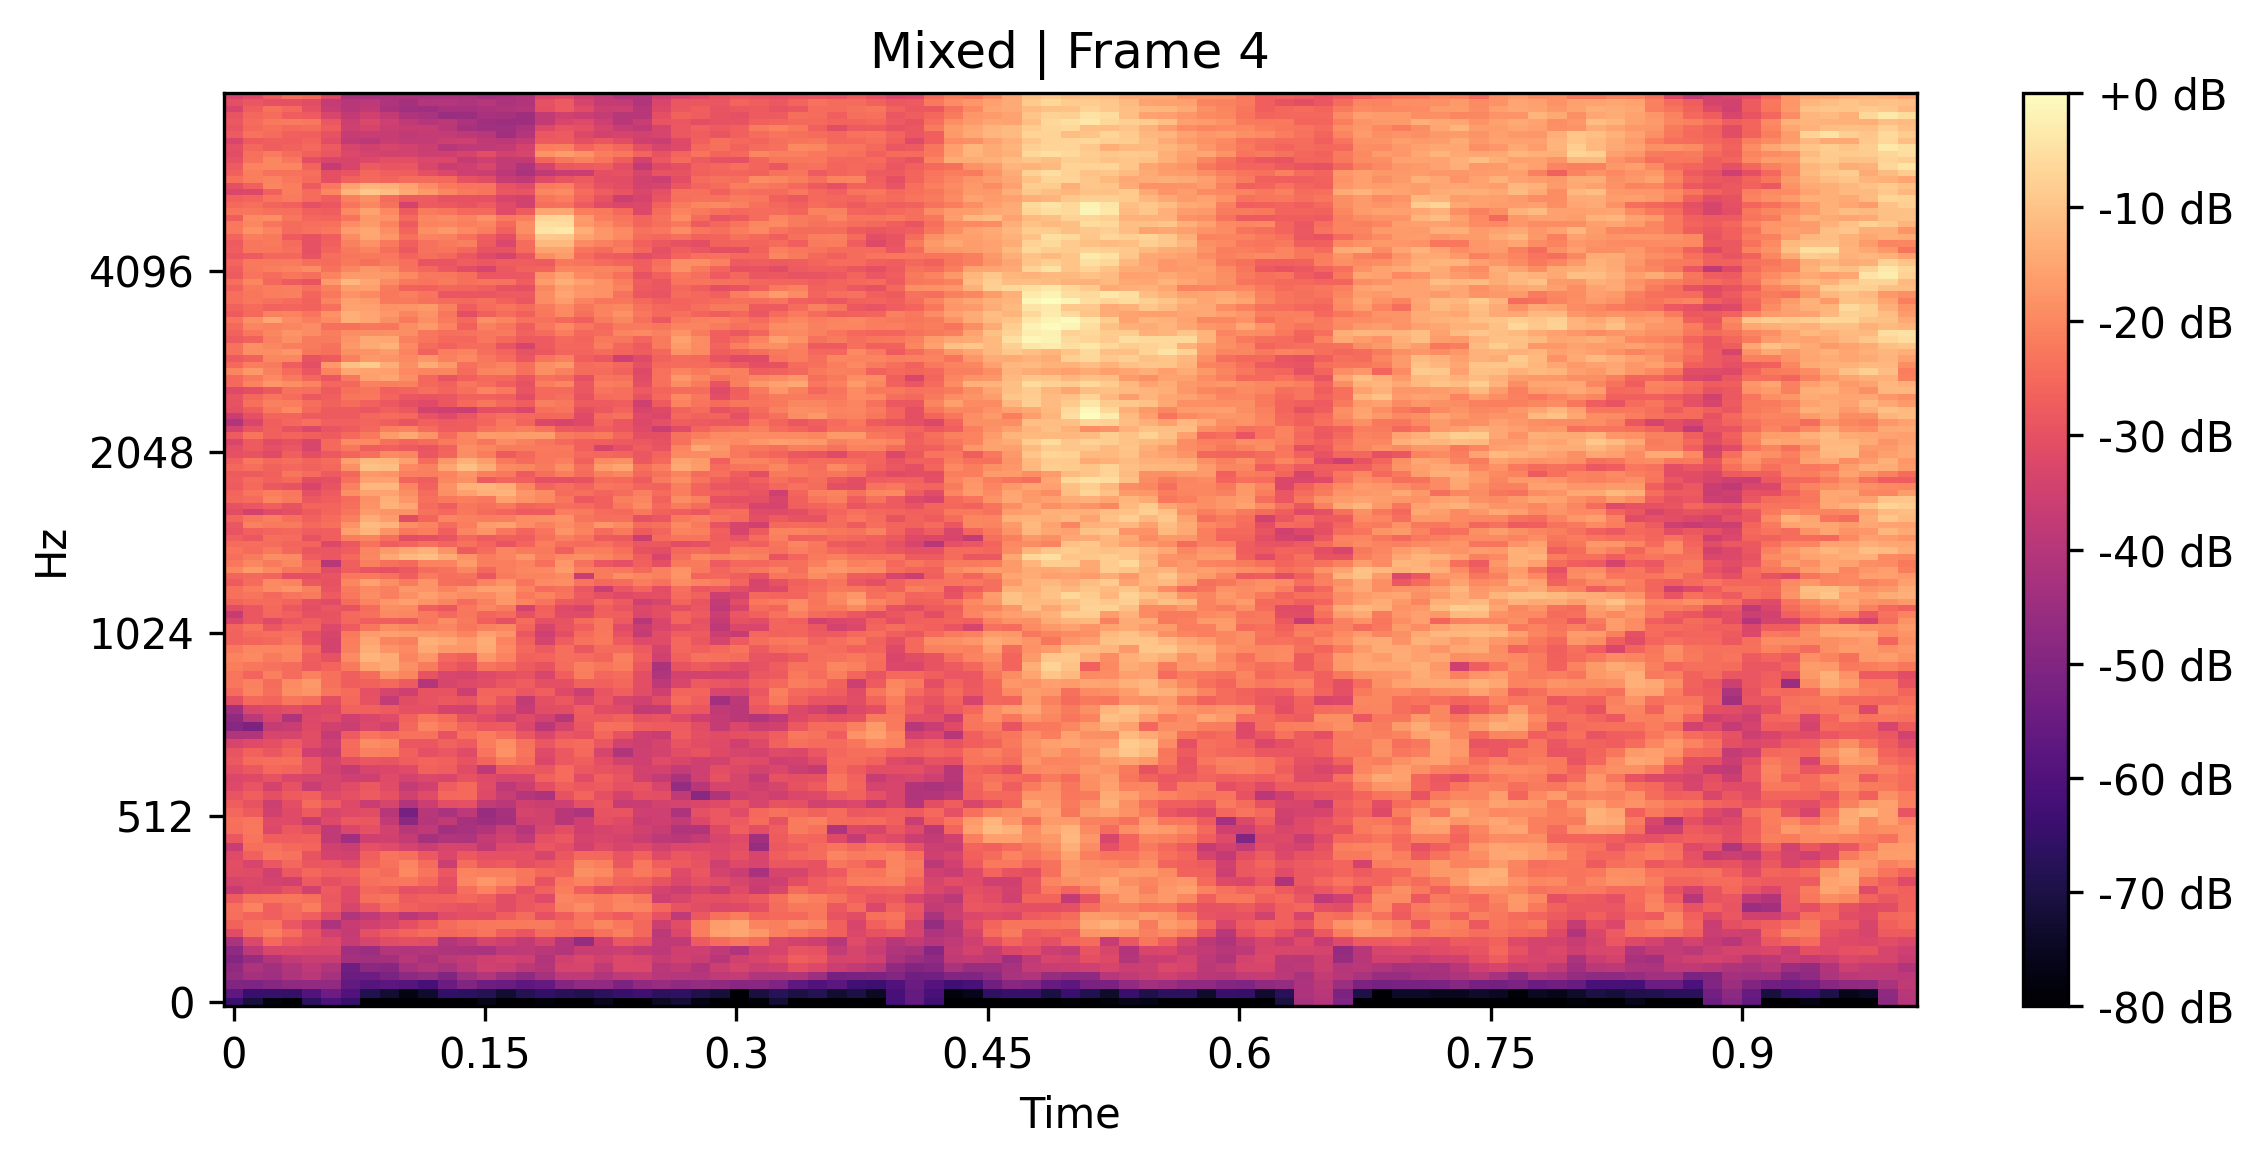 Mixed | Frame 4
+0 dB
-10 dB
-20 dB
-30 dB
-40 dB
-50 dB
-60 dB
-70 dB
-80 dB
Hz
4096
2048
1024
512
0
0 0.15 0.3 0.45 0.6 0.75 0.9
Time